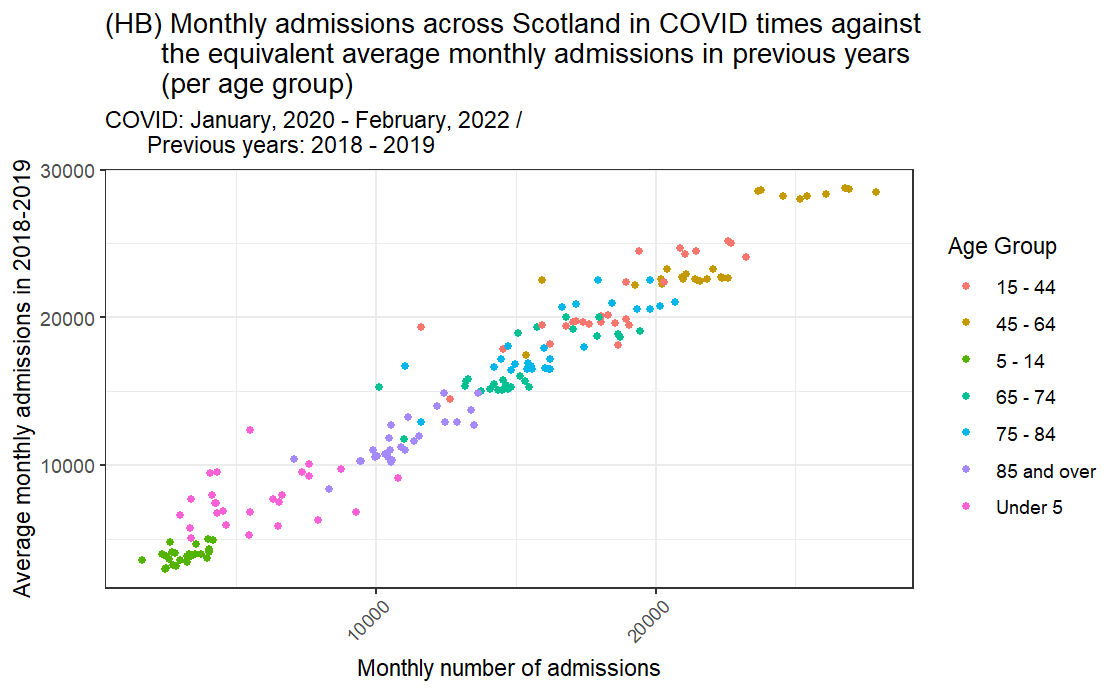 (HB) Monthly admissions across Scotland in COVID times against
the equivalent average monthly admissions in previous years
(per age group)
COVID: January, 2020 - February, 2022 /
Previous years: 2018 - 2019
Average monthly admissions in 2018-2019
30000
20000
10000
10000
20000
Monthly number of admissions
Age Group
15 - 44
45 - 64
5 - 14
65 - 74
75 - 84
85 and over
Under 5